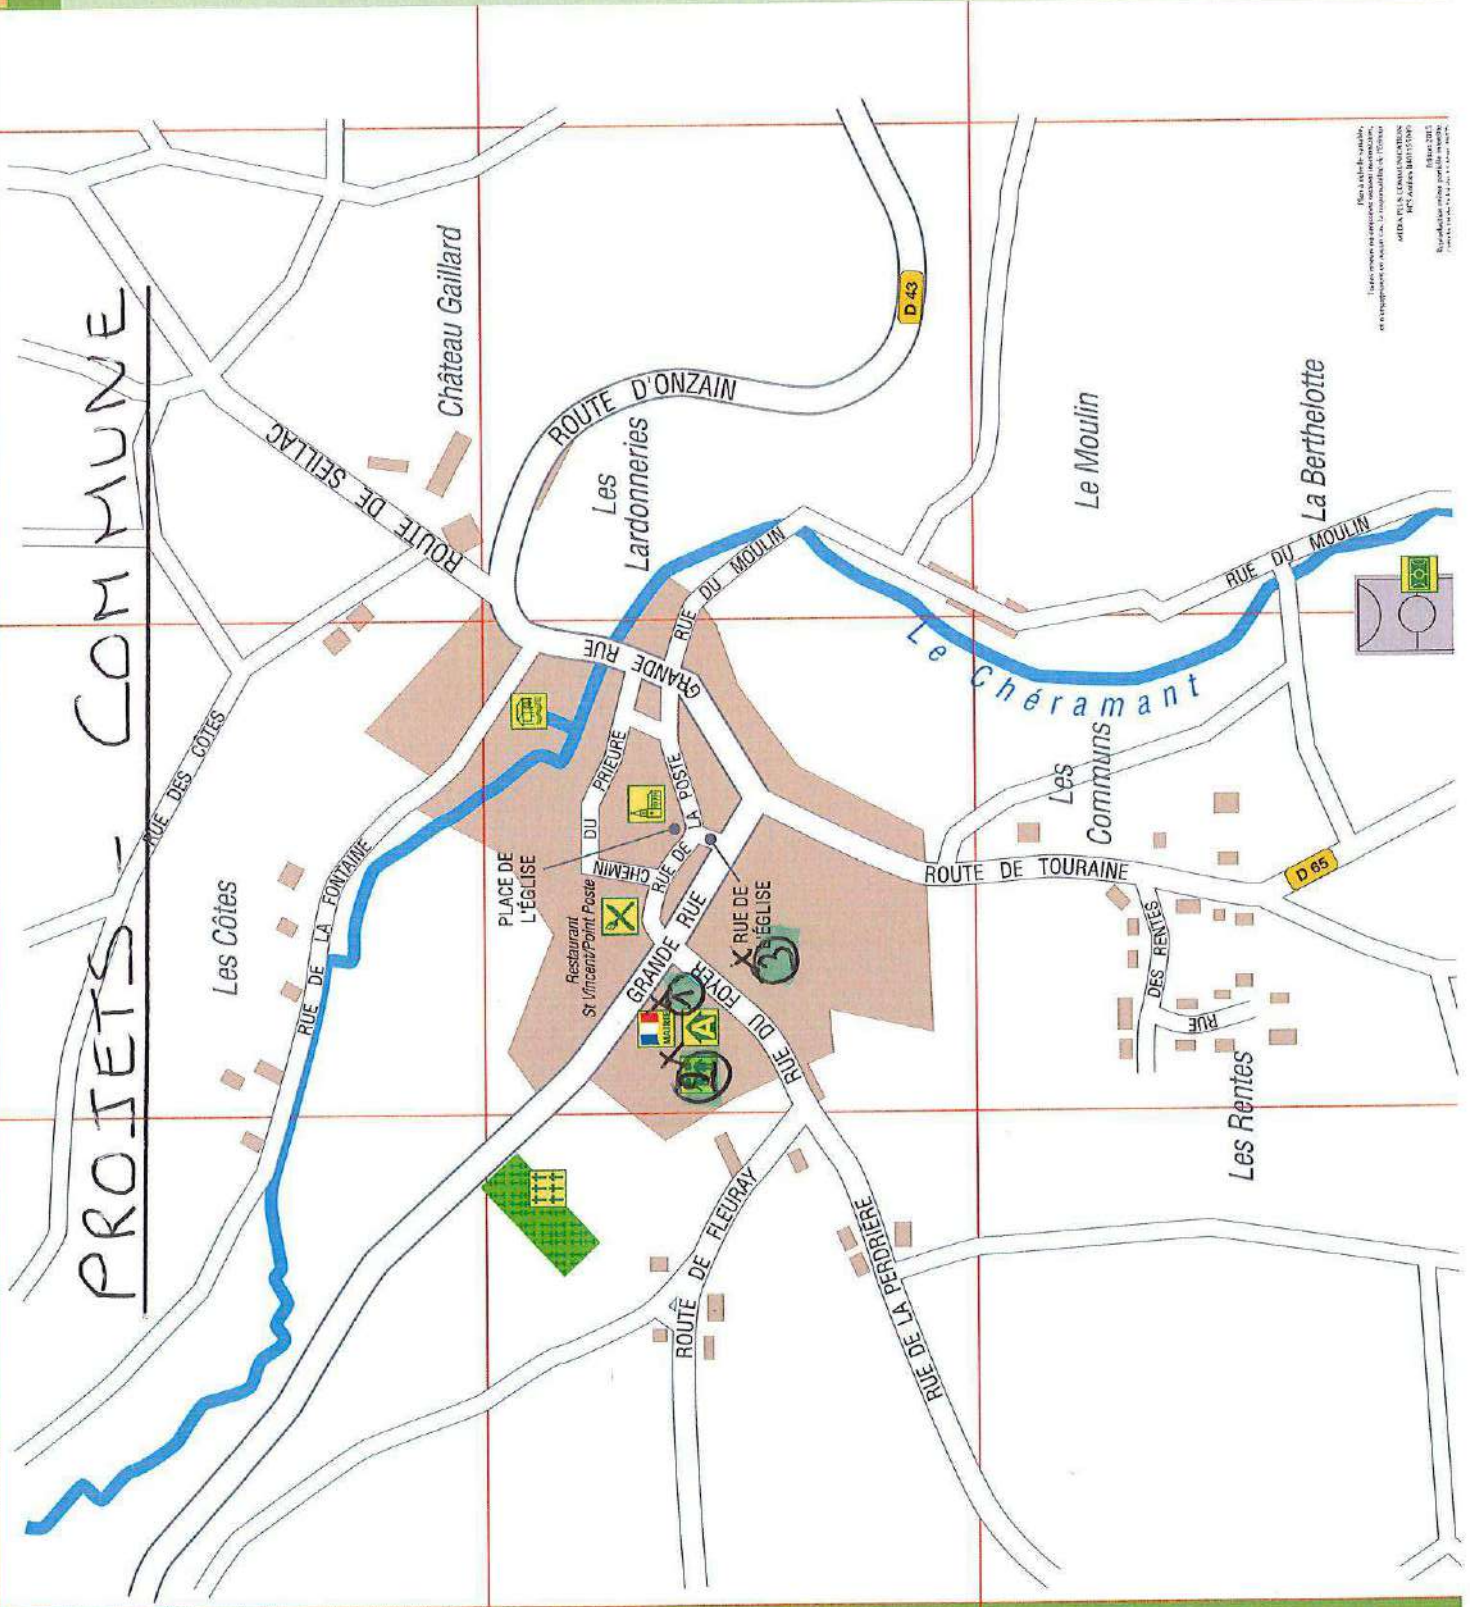 PROJETS - COMMUNE
Château Gaillard
ROUTE DE SEILLAC
ROUTE D'ONZAIN
D 43
Les
Lardonneries
Le Moulin
La Berthelotte
RUE DU MOULIN
RUE DU MOULIN
Le Chéramant
GRANDE RUE
RUE DES CÔTES
Les Côtes
RUE DE LA FONTAINE
CHEMIN DU PRIEURÉ
RUE DE LA POSTE
PLACE DE
L'ÉGLISE
Restaurant
St Vincent/Point Poste
RUE DE
L'ÉGLISE
GRANDE RUE
MAIRIE
A
1
2
3
RUE DU FOYER
Les
Communs
ROUTE DE TOURAINE
D 65
RUE DES RENTES
Les Rentes
ROUTE DE FLEURAY
RUE DE LA PERDRIERE
Edition 2015